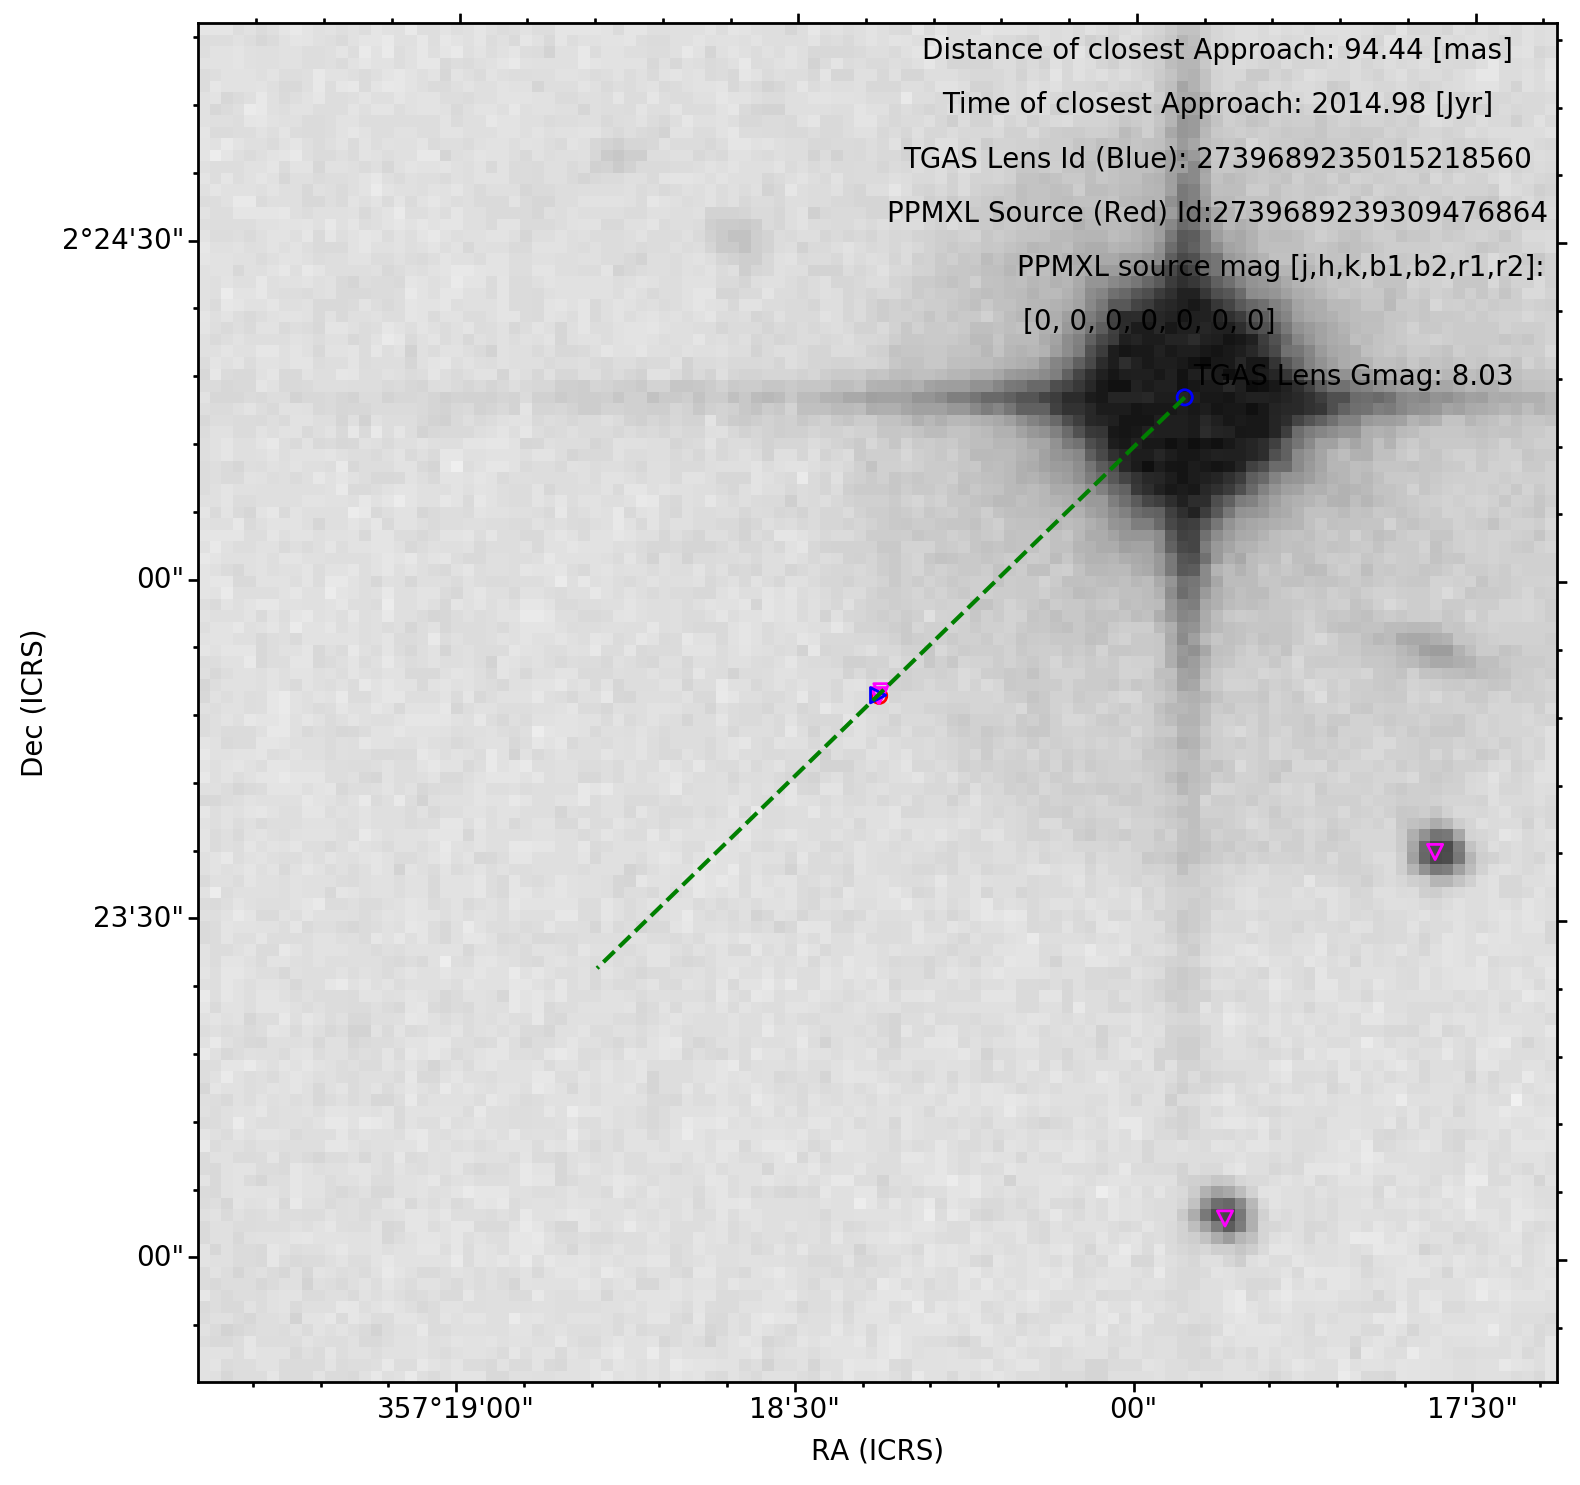 Distance of closest Approach: 94.44 [mas]
Time of closest Approach: 2014.98 [Jyr]
TGAS Lens Id (Blue): 2739689235015218560
PPMXL Source (Red) Id:2739689239309476864
PPMXL source mag [j,h,k,b1,b2,r1,r2]:
[0, 0, 0, 0, 0, 0, 0]
TGAS Lens Gmag: 8.03
2°24'30"
00"
23'30"
00"
Dec (ICRS)
357°19'00" 18'30" 00" 17'30"
RA (ICRS)